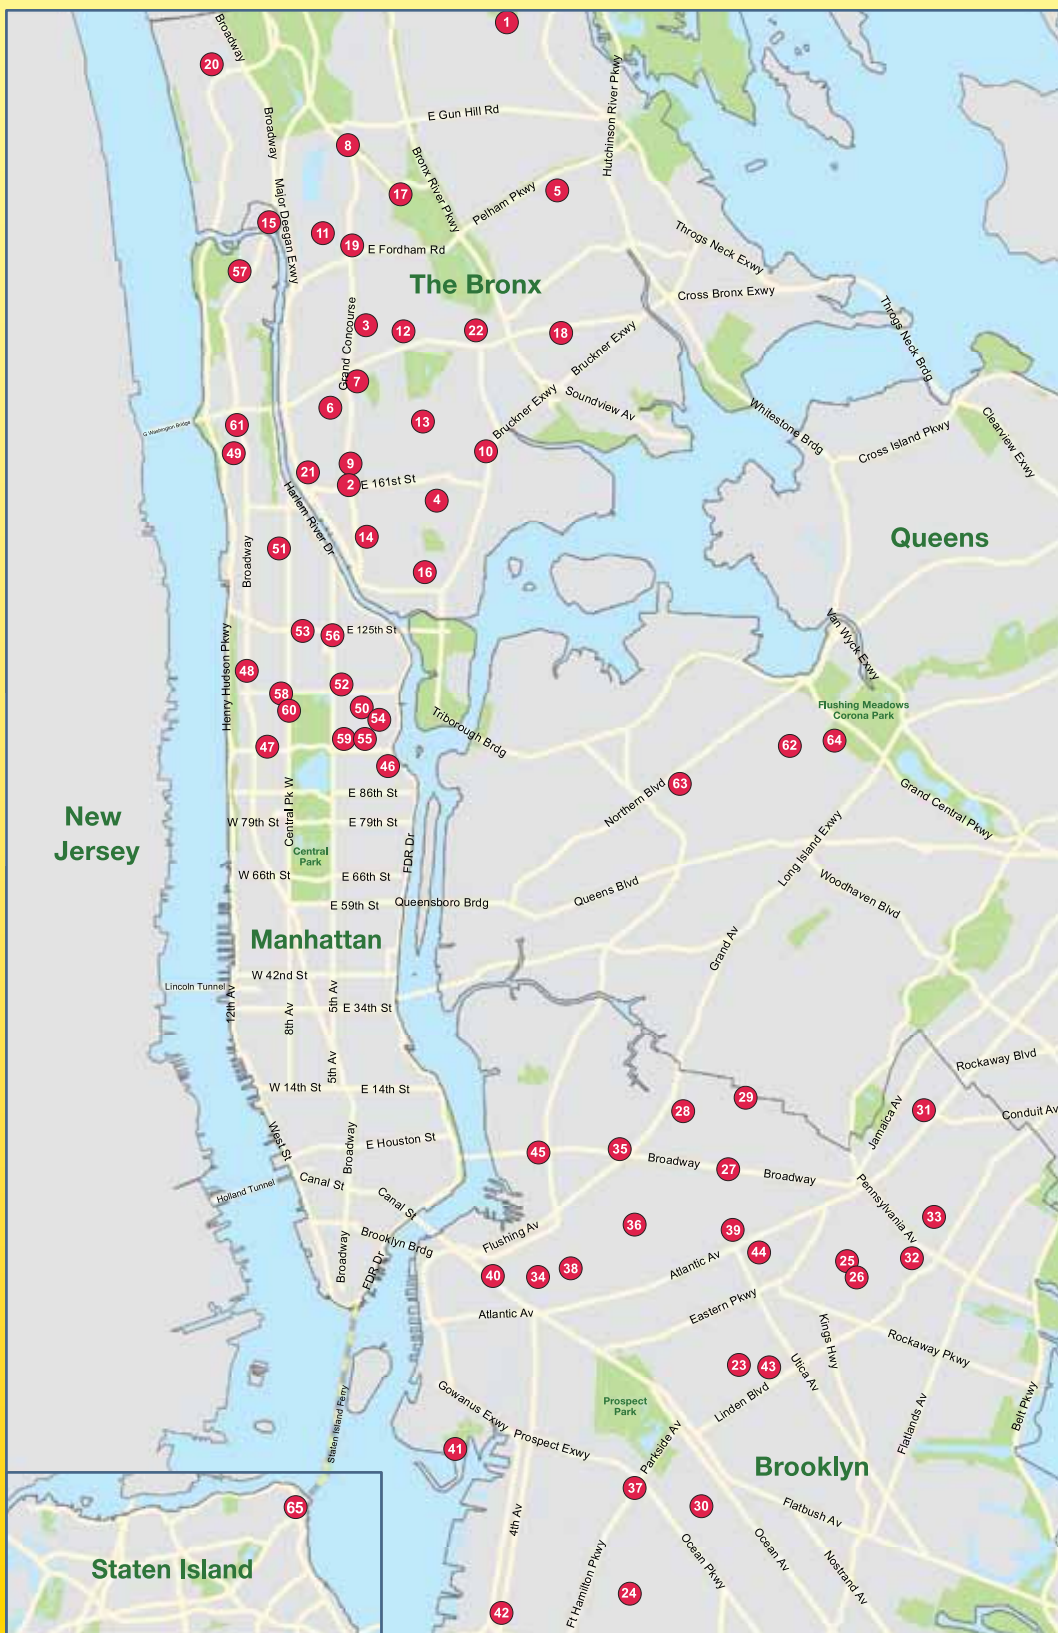 1
Broadway
20
Hutchinson River Pkwy
E Gun Hill Rd
Broadway
8
Bronx River Pkwy
17
5
Pelham Pkwy
Major Deegan Exwy
15
11
19
E Fordham Rd
Throgs Neck Exwy
57
The Bronx
Cross Bronx Exwy
Throgs Neck Brdg
Grand Concourse
3
12
22
18
Bruckner Exwy
7
6
Soundview Av
13
Bruckner Exwy
Whitestone Brdg
Cross Island Pkwy
Clearview Exwy
G Washington Bridge
61
49
10
9
21
2
E 161st St
4
Harlem River Dr
14
Queens
51
Broadway
16
53
56
E 125th St
Van Wyck Exwy
Henry Hudson Pkwy
48
52
58
60
50
54
Flushing Meadows
Corona Park
Triborough Brdg
47
59
55
62
64
46
63
Northern Blvd
Grand Central Pkwy
Central Pk W
E 86th St
New
Jersey
W 79th St
E 79th St
Long Island Exwy
FDR Dr
Central
Park
W 66th St
E 66th St
Queens Blvd
Woodhaven Blvd
E 59th St
Queensboro Brdg
Manhattan
Grand Av
W 42nd St
Lincoln Tunnel
12th Av
8th Av
5th Av
E 34th St
Rockaway Blvd
5th Av
W 14th St
E 14th St
29
28
31
Conduit Av
Jamaica Av
West St
Broadway
E Houston St
45
35
Broadway
27
Broadway
Holland Tunnel
Canal St
Canal St
Pennsylvania Av
33
36
39
Flushing Av
Brooklyn Brdg
44
Broadway
FDR Dr
Atlantic Av
25
26
32
40
34
38
Atlantic Av
Eastern Pkwy
Kings Hwy
Rockaway Pkwy
23
43
Utica Av
Staten Island Ferry
Gowanus Exwy
Prospect
Park
Linden Blvd
Flatlands Av
Belt Pkwy
41
Prospect Exwy
Parkside Av
Brooklyn
37
30
65
4th Av
Flatbush Av
Staten Island
Ft Hamilton Pkwy
Ocean Pkwy
Ocean Av
Nostrand Av
24
42